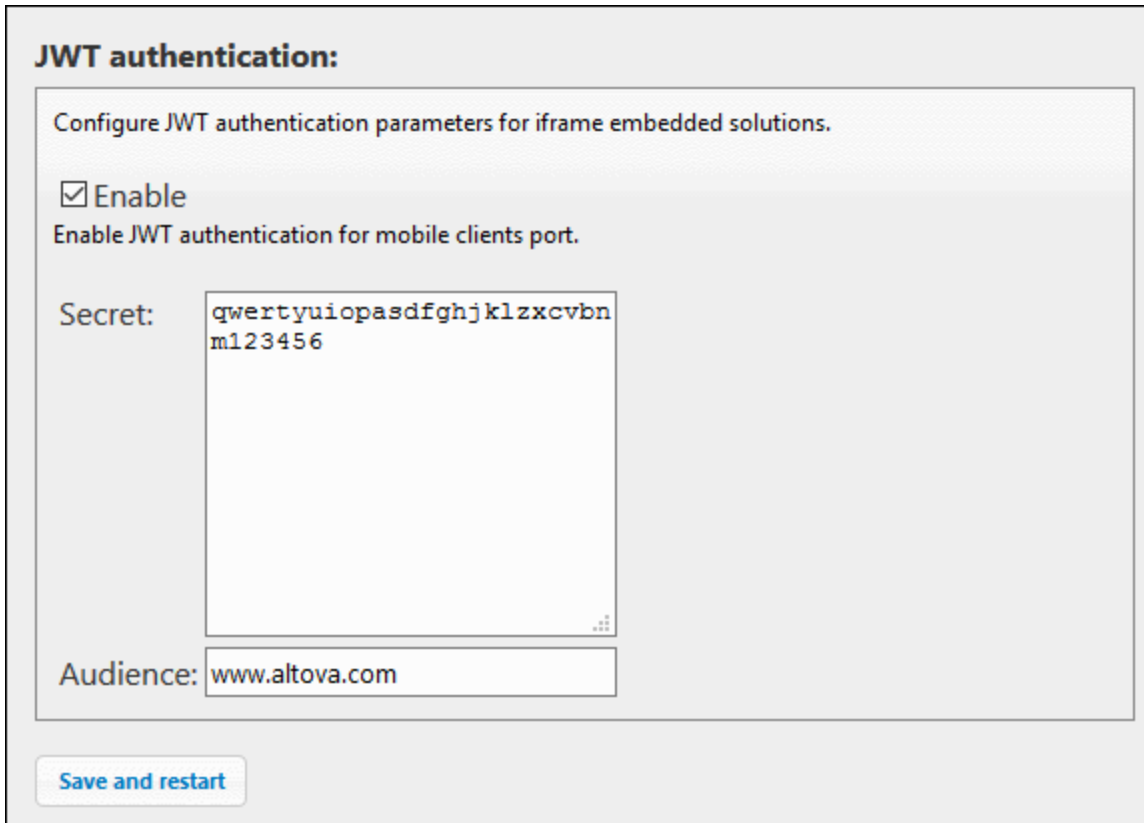 JWT authentication:
Configure JWT authentication parameters for iframe embedded solutions.
Enable
Enable JWT authentication for mobile clients port.
Secret:
qwertyuiopasdfghjklzxcvbn
m123456
Audience: www.altova.com
Save and restart